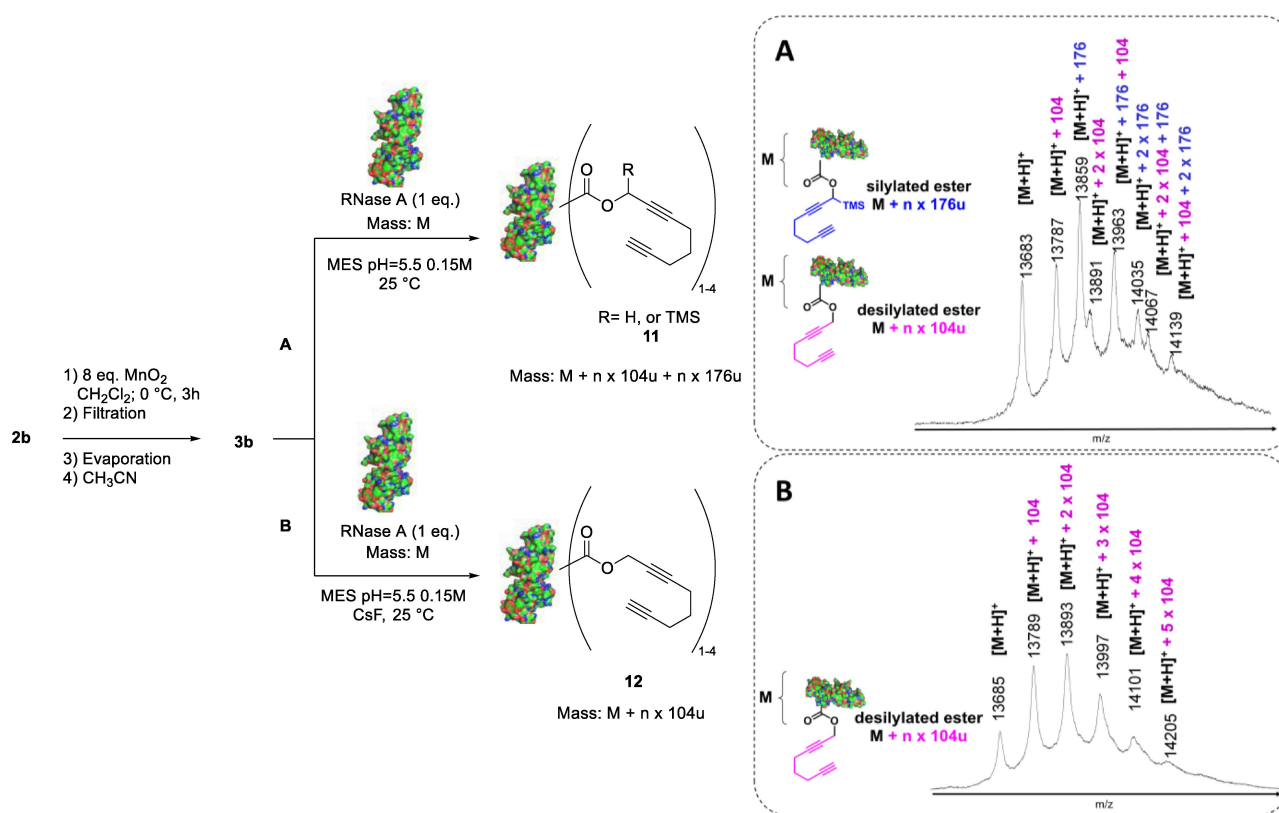 1) 8 eq. MnO2
CH2Cl2; 0 °C, 3h
2) Filtration
2b
3b
3) Evaporation
4) CH3CN
A
RNase A (1 eq.)
Mass: M
MES pH=5.5 0.15M
25 °C
O
O
R
1-4
R= H, or TMS
11
Mass: M + n x 104u + n x 176u
B
RNase A (1 eq.)
Mass: M
MES pH=5.5 0.15M
CsF, 25 °C
O
O
1-4
12
Mass: M + n x 104u
A
M
O
O
TMS
silylated ester
M + n x 176u
M
O
O
desilylated ester
M + n x 104u
13683 [M+H]+
13787 [M+H]+ + 104
13859 [M+H]+ + 176
13891 [M+H]+ + 2 x 104
13963 [M+H]+ + 176 + 104
14035 [M+H]+ + 2 x 176
14067 [M+H]+ + 2 x 104 + 176
14139 [M+H]+ + 104 + 2 x 176
m/z
B
M
O
O
desilylated ester
M + n x 104u
13685 [M+H]+
13789 [M+H]+ + 104
13893 [M+H]+ + 2 x 104
13997 [M+H]+ + 3 x 104
14101 [M+H]+ + 4 x 104
14205 [M+H]+ + 5 x 104
m/z